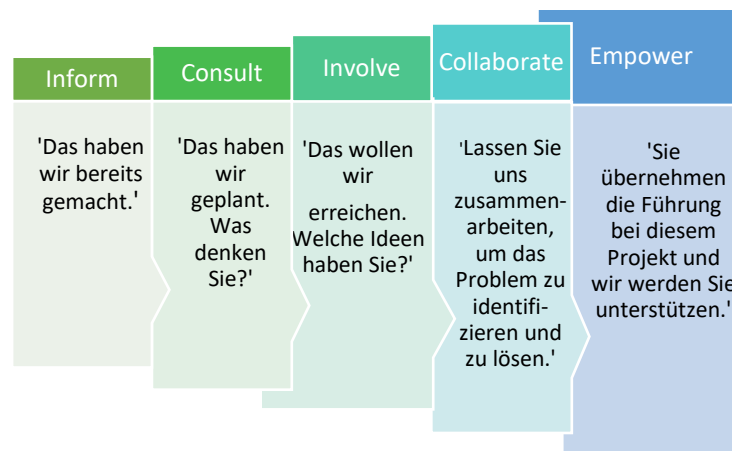 Inform
'Das haben
wir bereits
gemacht.'
Consult
'Das haben
wir
geplant.
Was
denken
Sie?'
Involve
'Das wollen
wir
erreichen.
Welche Ideen
haben Sie?'
Collaborate
'Lassen Sie
uns
zusammen-
arbeiten,
um das
Problem zu
identifi-
zieren und
zu lösen.'
Empower
'Sie
übernehmen
die Führung
bei diesem
Projekt und
wir werden Sie
unterstützen.'